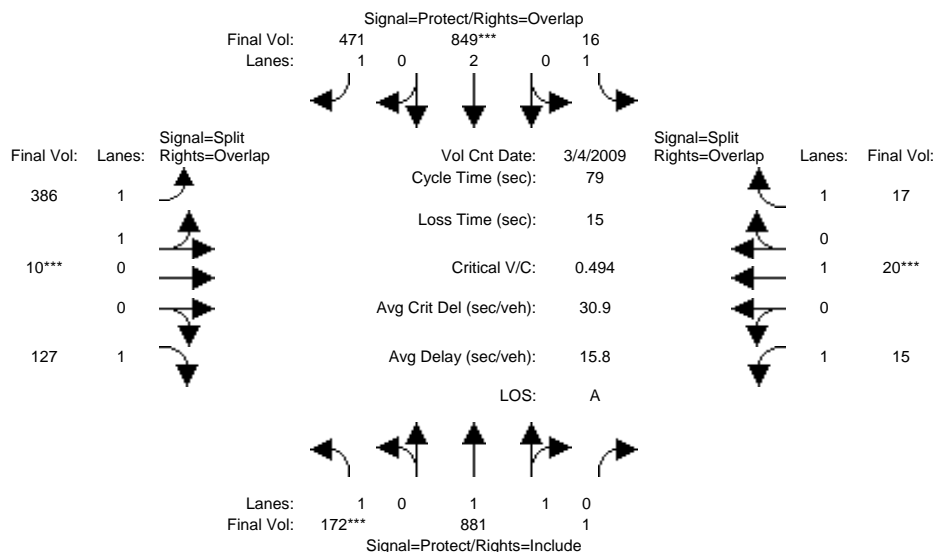 Signal=Protect/Rights=Overlap
Final Vol: 471 849*** 16
Lanes: 1 0 2 0 1
Signal=Split
Final Vol: Lanes: Rights=Overlap
Vol Cnt Date: 3/4/2009
Signal=Split
Rights=Overlap Lanes: Final Vol:
Cycle Time (sec): 79
386 1
1 17
Loss Time (sec): 15
1
0
10*** 0
Critical V/C: 0.494
1 20***
0
Avg Crit Del (sec/veh): 30.9
0
127 1
Avg Delay (sec/veh): 15.8
1 15
LOS: A
Lanes: 1 0 1 1 0
Final Vol: 172*** 881 1
Signal=Protect/Rights=Include